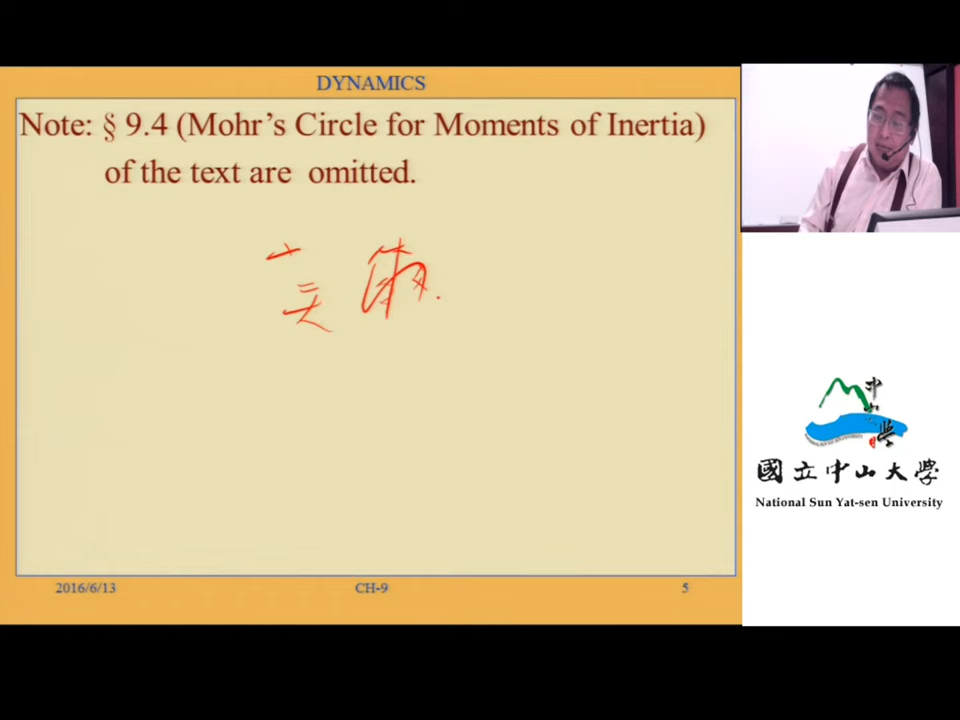 DYNAMICS
Note: § 9.4 (Mohr’s Circle for Moments of Inertia)
of the text are omitted.
2016/6/13
CH-9
5
國立中山大學
National Sun Yat-sen University